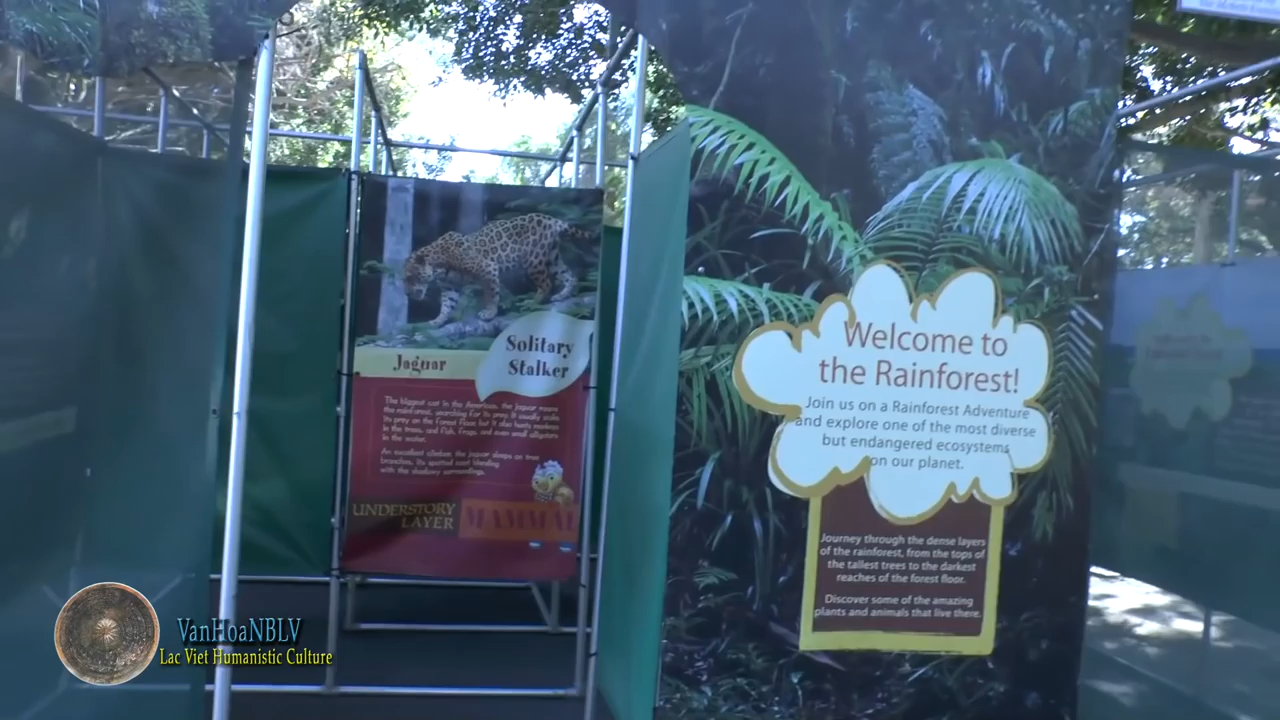 Jaguar
Solitary
Stalker
The biggest cat in the Americas, the jaguar roams
the rainforest, searching for its prey. It usually stalks
its prey on the forest floor, but it also hunts monkeys
in the trees, and fish, frogs, and even small alligators
in the water.
An excellent climber, the jaguar sleeps on tree
branches, its spotted coat blending
with the shadowy surroundings.
UNDERSTORY
LAYER
MAMMAL
Welcome to
the Rainforest!
Join us on a Rainforest Adventure
and explore one of the most diverse
but endangered ecosystems
on our planet.
Journey through the dense layers
of the rainforest, from the tops of
the tallest trees to the darkest
reaches of the forest floor.
Discover some of the amazing
plants and animals that live there.
VanHoaNBLV
Lac Viet Humanistic Culture